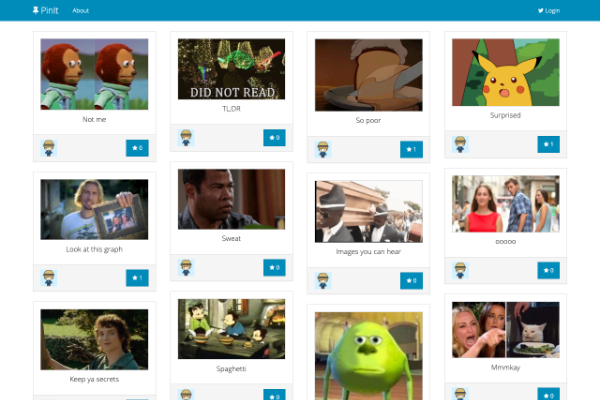 PinIt
About
Login
Not me
0
DID NOT READ
TL,DR
0
So poor
1
Surprised
1
Look at this graph
1
Sweat
0
Images you can hear
0
ooooo
0
Keep ya secrets
Spaghetti
0
Mmmkay
0